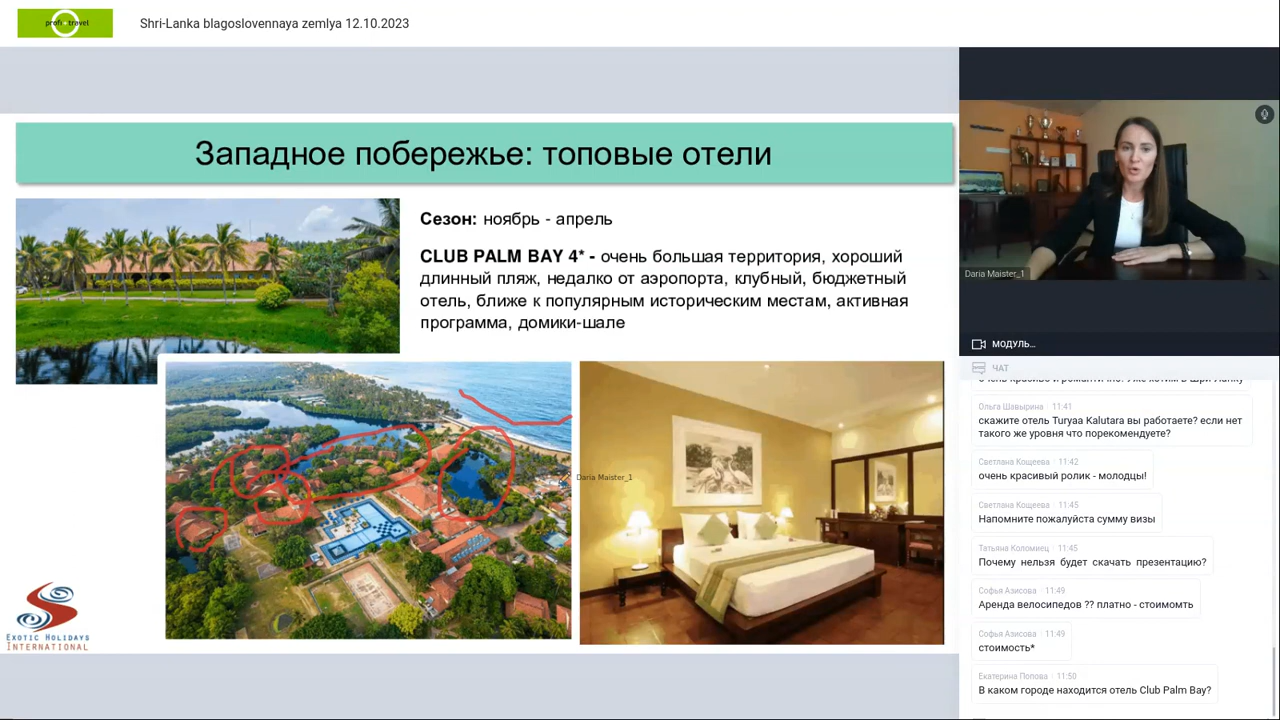 profi travel
Shri-Lanka blagoslovennaya zemlya 12.10.2023
Западное побережье: топовые отели
Сезон: ноябрь - апрель
CLUB PALM BAY 4* - очень большая территория, хороший
длинный пляж, недалко от аэропорта, клубный, бюджетный
отель, ближе к популярным историческим местам, активная
программа, домики-шале
Daria Maister_1
EXOTIC HOLIDAYS
INTERNATIONAL
Daria Maister_1
МОДУЛЬ...
ЧАТ
Ольга Шавырина 11:41
скажите отель Turyaa Kalutara вы работаете? если нет
такого же уровня что порекомендуете?
Светлана Кощеева 11:42
очень красивый ролик - молодцы!
Светлана Кощеева 11:45
Напомните пожалуйста сумму визы
Татьяна Коломиец 11:45
Почему нельзя будет скачать презентацию?
Софья Азисова 11:49
Аренда велосипедов ?? платно - стоимомть
Софья Азисова 11:49
стоимость*
Екатерина Попова 11:50
В каком городе находится отель Club Palm Bay?